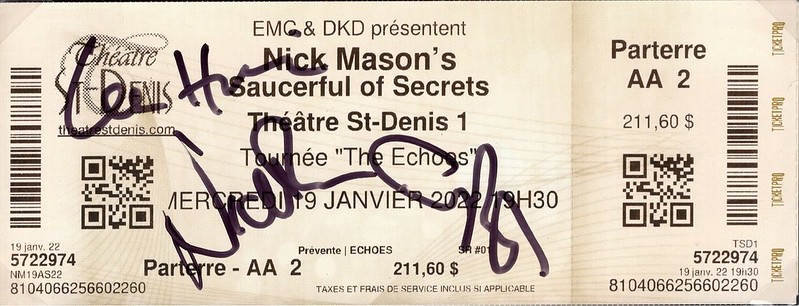 EMC & DKD présentent
Nick Mason's
Saucerful of Secrets
Théâtre St-Denis 1
Tournée "The Echoes"
MERCREDI 19 JANVIER 2022 19H30
Prévente | ECHOES
SR #01
Parterre - AA 2
211,60 $
TAXES ET FRAIS DE SERVICE INCLUS SI APPLICABLE
Théâtre
St-DENIS
theatrestdenis.com
19 janv. 22
5722974
NM19AS22
8104066256602260
Parterre
AA 2
211,60 $
TSD1
5722974
19 janv. 22 19h30
8104066256602260
TICKETPRO
TICKETPRO
TICKETPRO
TICKETPRO